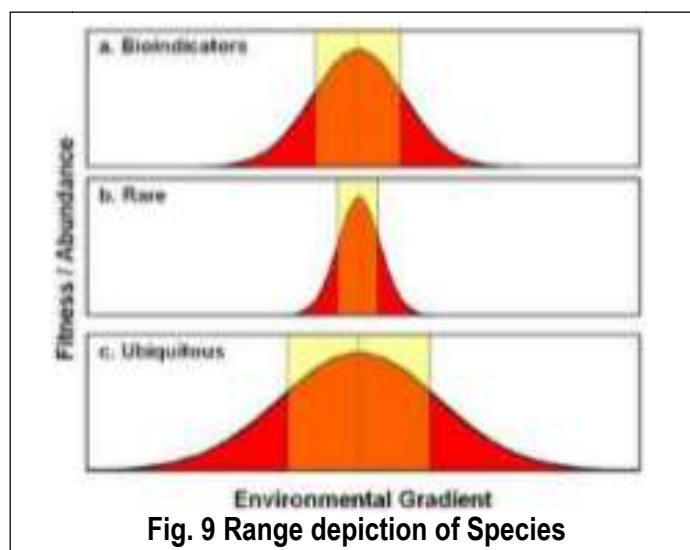 a. Bioindicators
b. Rare
c. Ubiquitous
Fitness / Abundance
Environmental Gradient
Fig. 9 Range depiction of Species